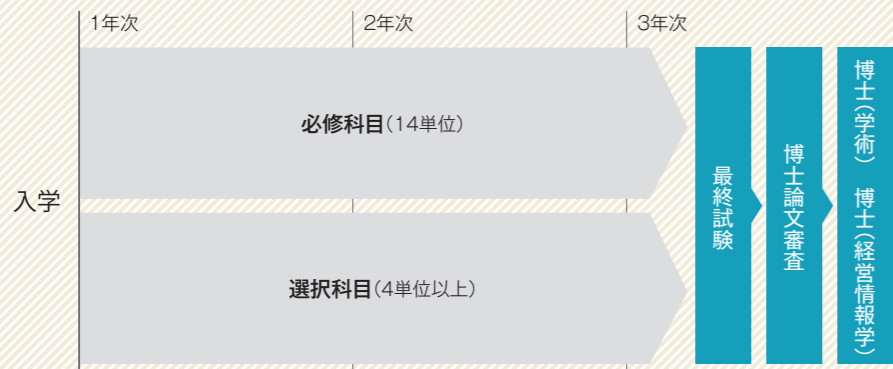 1年次
2年次
3年次
入学
必修科目(14単位)
選択科目(4単位以上)
最終試験
博士論文審査
博士(学術) 博士(経営情報学)